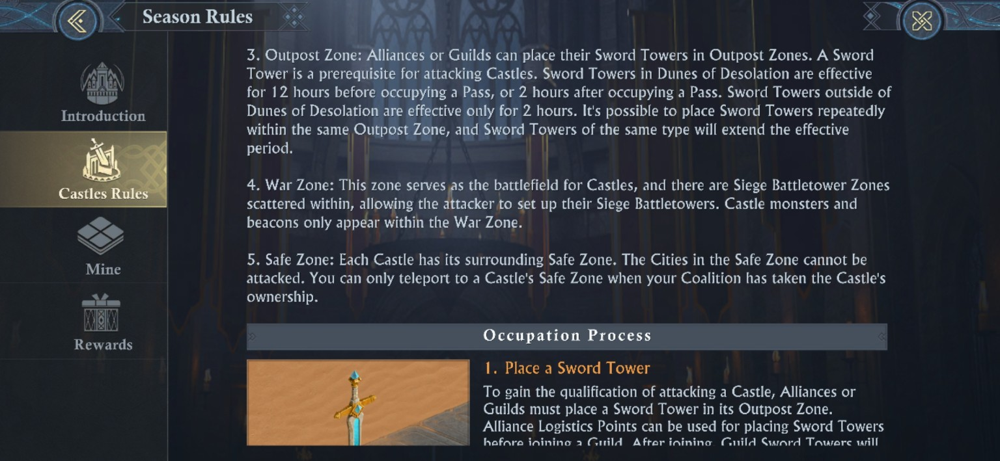 Season Rules
Introduction
Castles Rules
Mine
Rewards
3. Outpost Zone: Alliances or Guilds can place their Sword Towers in Outpost Zones. A Sword
Tower is a prerequisite for attacking Castles. Sword Towers in Dunes of Desolation are effective
for 12 hours before occupying a Pass, or 2 hours after occupying a Pass. Sword Towers outside of
Dunes of Desolation are effective only for 2 hours. It's possible to place Sword Towers repeatedly
within the same Outpost Zone, and Sword Towers of the same type will extend the effective
period.
4. War Zone: This zone serves as the battlefield for Castles, and there are Siege Battletower Zones
scattered within, allowing the attacker to set up their Siege Battletowers. Castle monsters and
beacons only appear within the War Zone.
5. Safe Zone: Each Castle has its surrounding Safe Zone. The Cities in the Safe Zone cannot be
attacked. You can only teleport to a Castle's Safe Zone when your Coalition has taken the Castle's
ownership.
Occupation Process
1. Place a Sword Tower
To gain the qualification of attacking a Castle, Alliances or
Guilds must place a Sword Tower in its Outpost Zone.
Alliance Logistics Points can be used for placing Sword Towers
before joining a Guild. After joining, Guild Sword Towers will